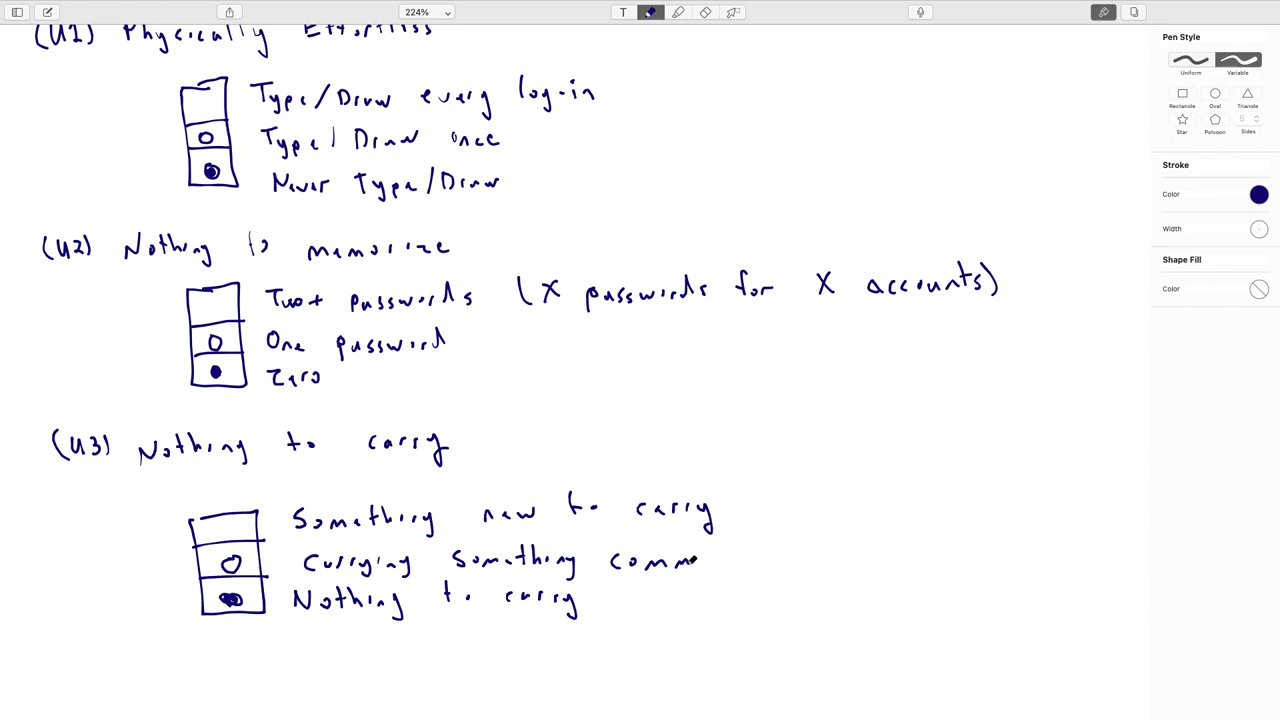 224%
T
(U1) Physically Effortless
Type/Draw every log-in
Type/Draw once
Never Type/Draw
(U2) Nothing to memorize
Two+ passwords (X passwords for X accounts)
One password
Zero
(U3) Nothing to carry
Something new to carry
Carrying something comm
Nothing to carry
Pen Style
Uniform Variable
Rectangle Oval Triangle
5
Star Polygon Sides
Stroke
Color
Width
Shape Fill
Color